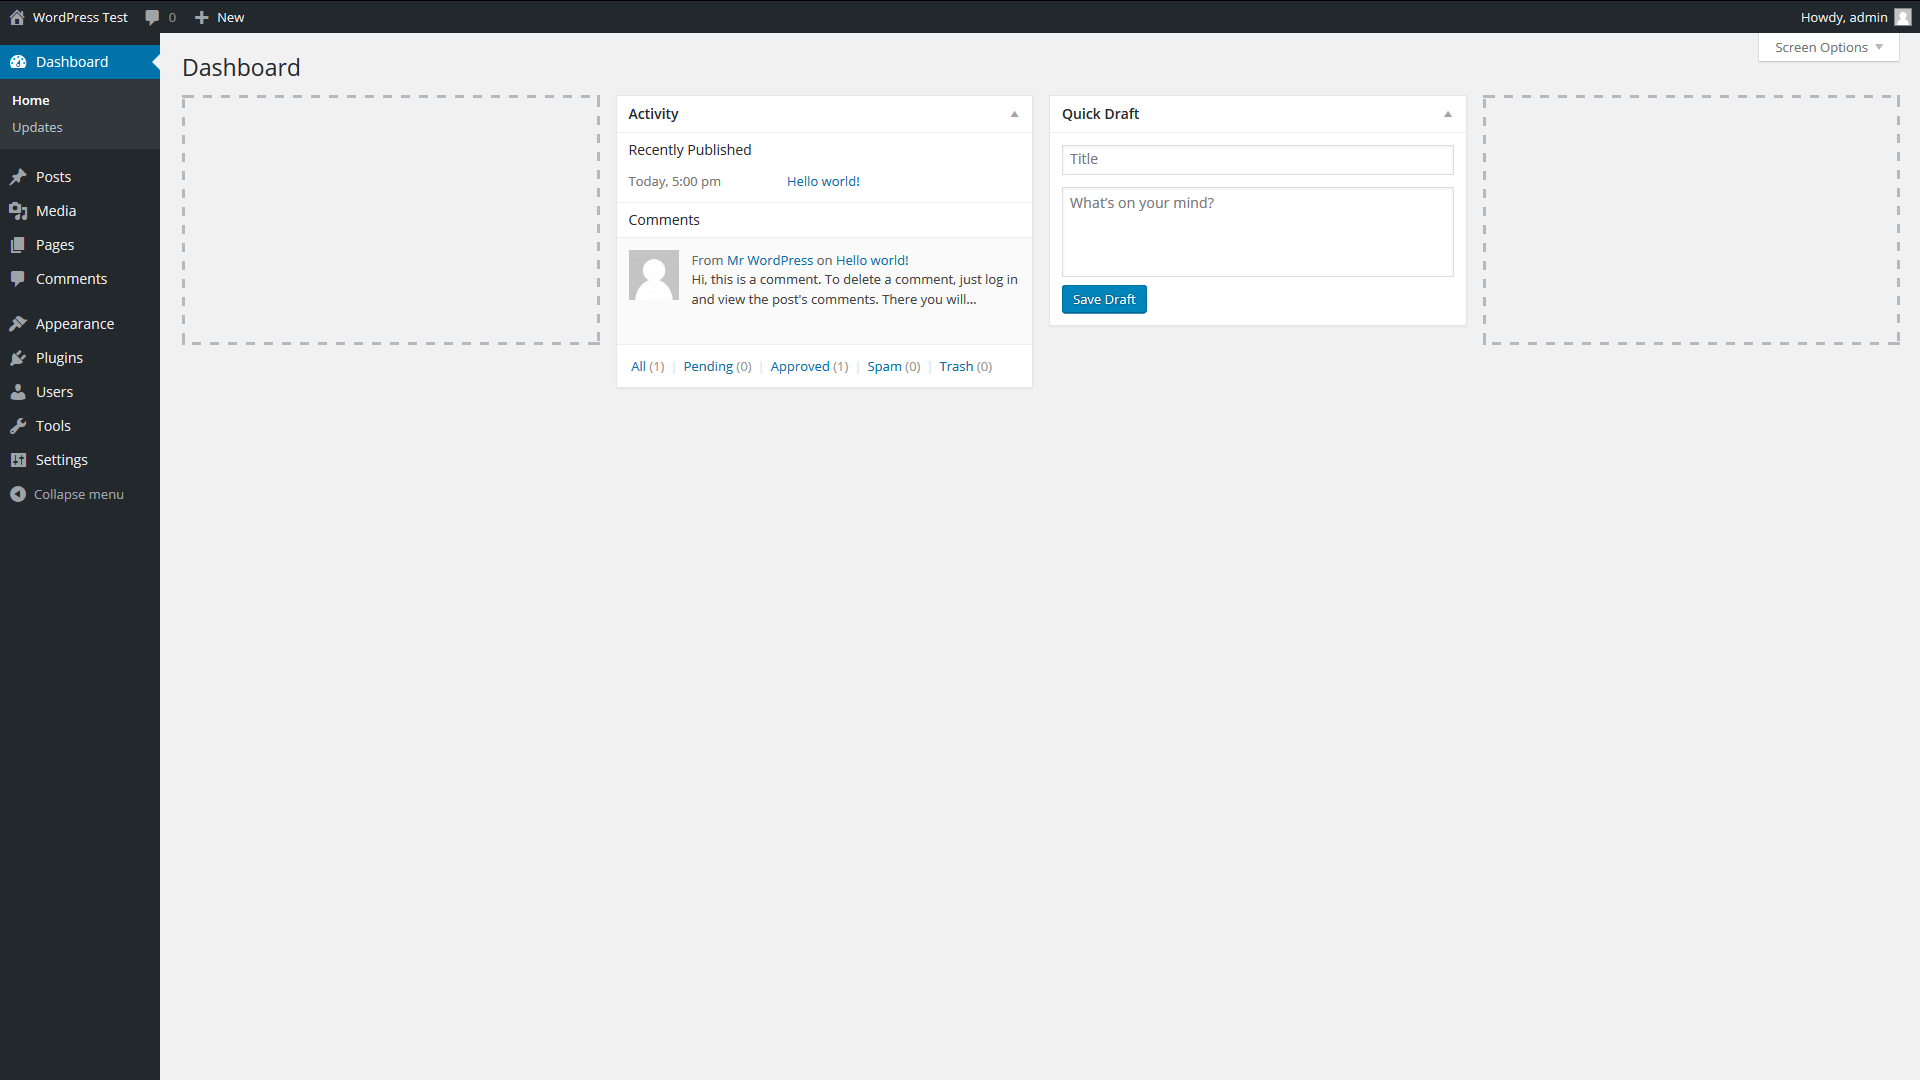 WordPress Test 0 New Howdy, admin
Screen Options
Dashboard
Home
Updates
Posts
Media
Pages
Comments
Appearance
Plugins
Users
Tools
Settings
Collapse menu
Dashboard
Activity
Recently Published
Today, 5:00 pm Hello world!
Comments
From Mr WordPress on Hello world!
Hi, this is a comment. To delete a comment, just log in
and view the post's comments. There you will...
All (1) | Pending (0) | Approved (1) | Spam (0) | Trash (0)
Quick Draft
Title
What's on your mind?
Save Draft